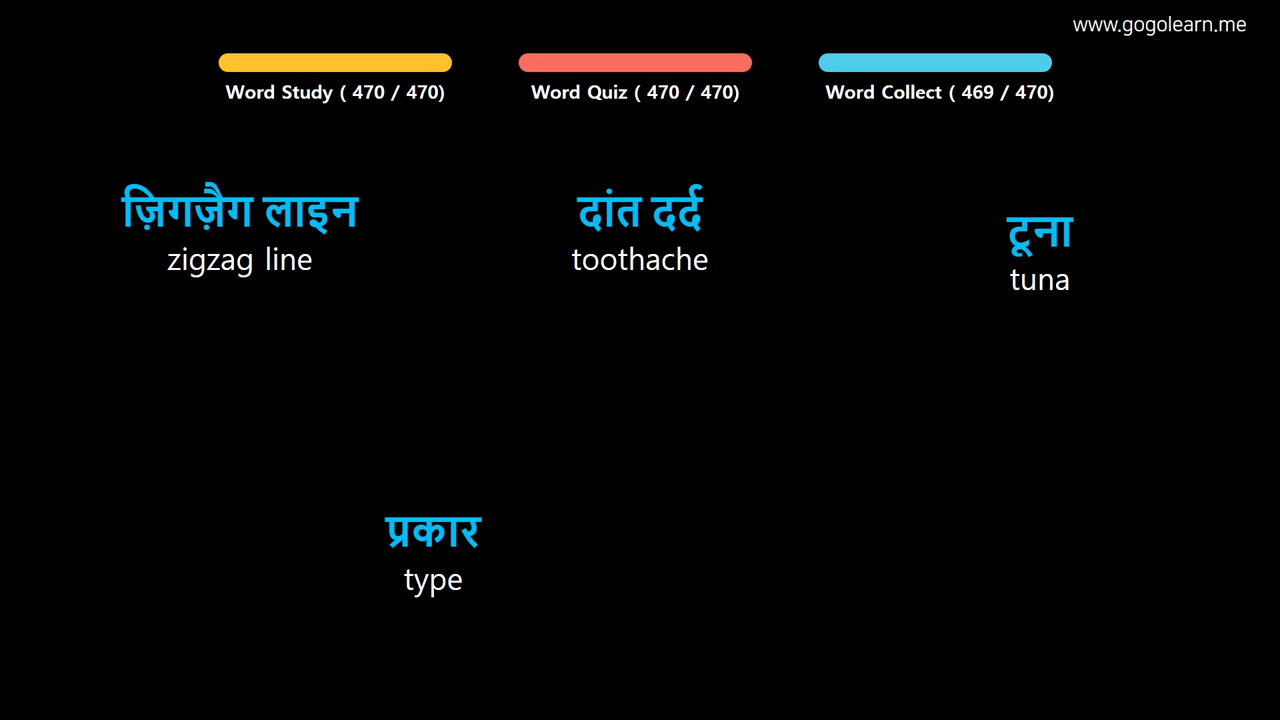 www.gogolearn.me
Word Study ( 470 / 470)
Word Quiz ( 470 / 470)
Word Collect ( 469 / 470)
ज़िगज़ैग लाइन
zigzag line
दांत दर्द
toothache
टूना
tuna
प्रकार
type